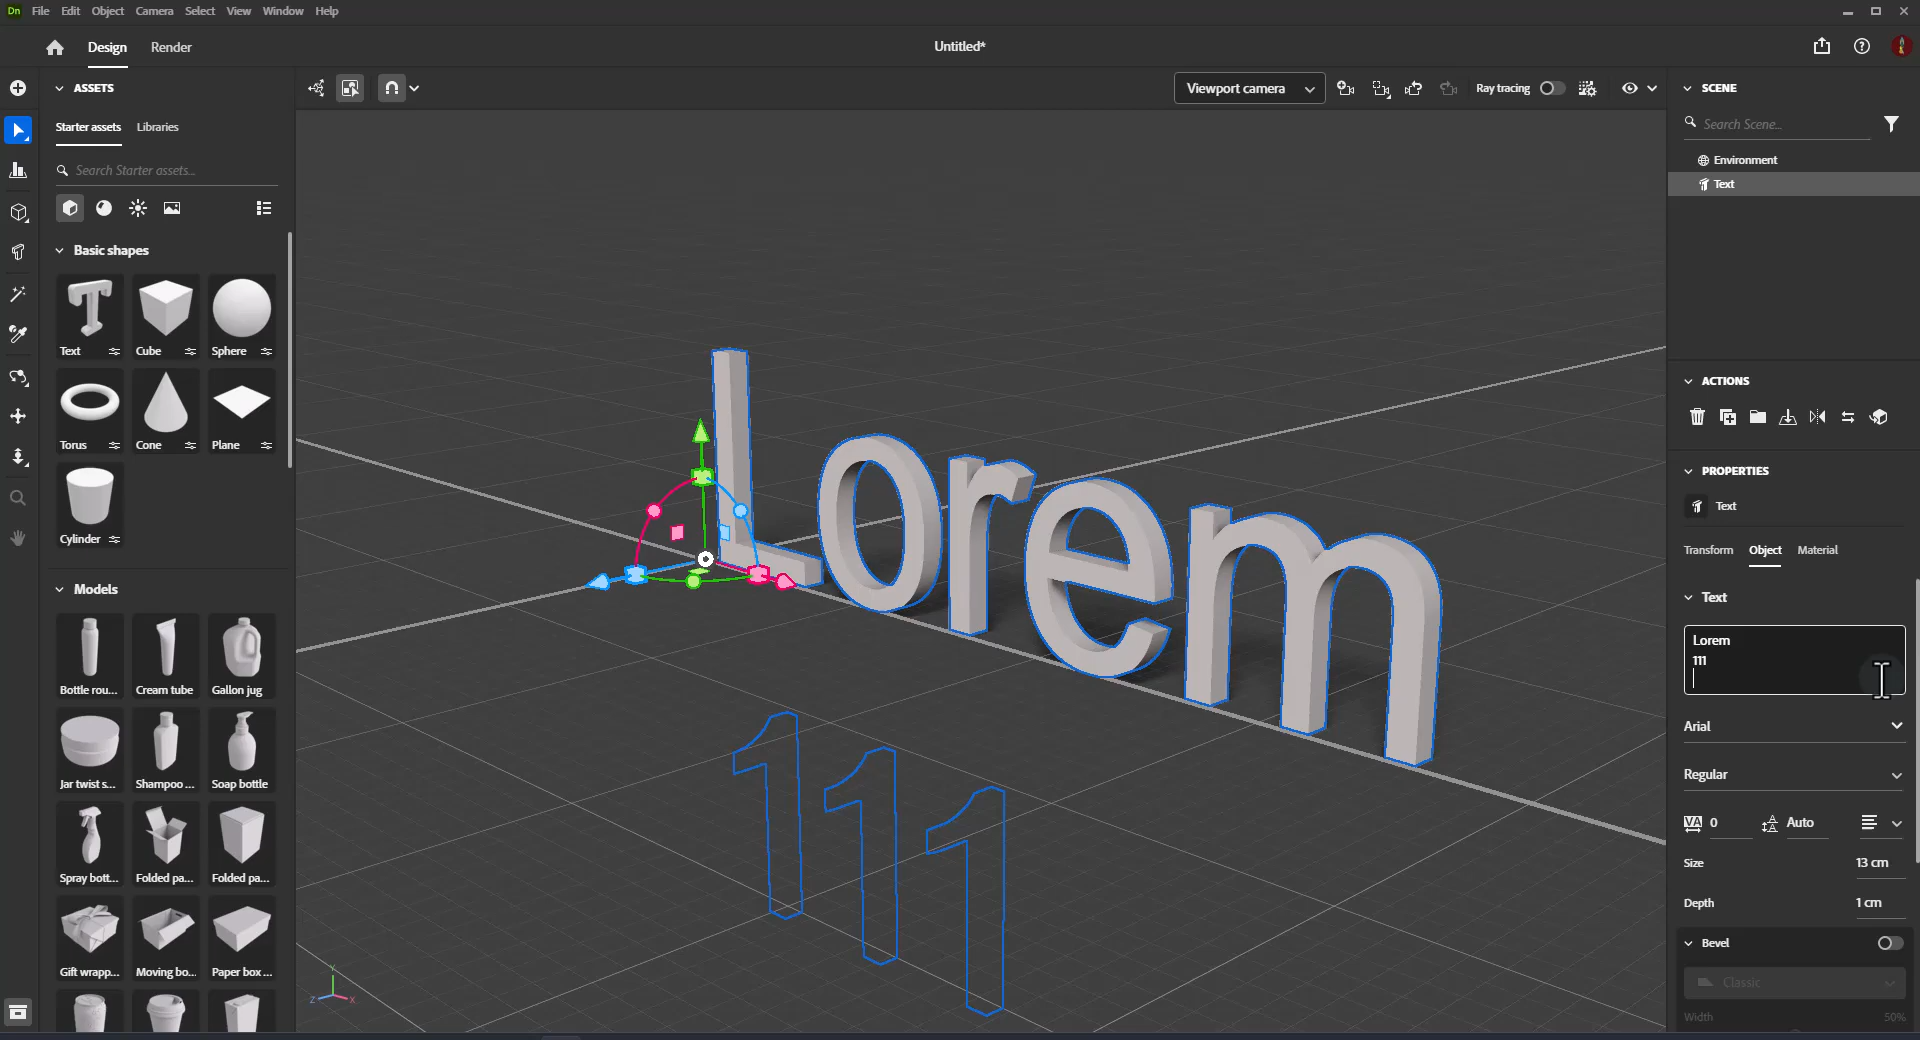 Dn File Edit Object Camera Select View Window Help
Design Render Untitled*
ASSETS
Starter assets Libraries
Search Starter assets...
Basic shapes
Text Cube Sphere
Torus Cone Plane
Cylinder
Models
Bottle rou... Cream tube Gallon jug
Jar twist s... Shampoo ... Soap bottle
Spray bott... Folded pa... Folded pa...
Gift wrapp... Moving bo... Paper box ...
Viewport camera Ray tracing
Lorem
111
Y
Z X
SCENE
Search Scene...
Environment
Text
ACTIONS
PROPERTIES
Text
Transform Object Material
Text
Lorem
111
Arial
Regular
VA 0 Auto
Size 13 cm
Depth 1 cm
Bevel
Classic
Width 50%